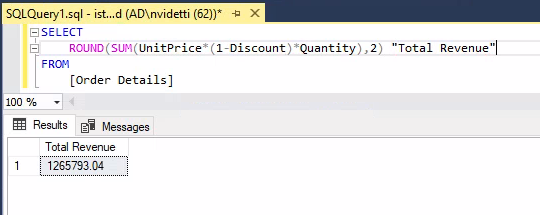 SQLQuery1.sql - ist...d (AD\nvidetti (62))*
SELECT
ROUND(SUM(UnitPrice*(1-Discount)*Quantity),2) "Total Revenue"
FROM
[Order Details]
100 %
Results Messages
Total Revenue
1 1265793.04